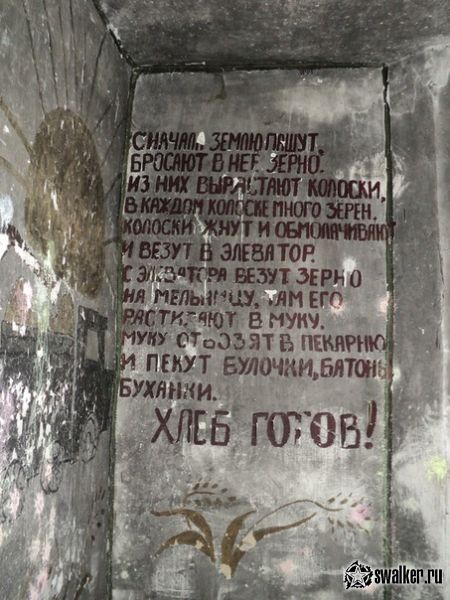 СНАЧАЛА ЗЕМЛЮ ПАШУТ,
БРОСАЮТ В НЕЕ ЗЕРНО.
ИЗ НИХ ВЫРАСТАЮТ КОЛОСКИ,
В КАЖДОМ КОЛОСКЕ МНОГО ЗЕРЕН.
КОЛОСКИ ЖНУТ И ОБМОЛАЧИВАЮТ
И ВЕЗУТ В ЭЛЕВАТОР.
С ЭЛЕВАТОРА ВЕЗУТ ЗЕРНО
НА МЕЛЬНИЦУ, ТАМ ЕГО
РАСТИРАЮТ В МУКУ.
МУКУ ОТВОЗЯТ В ПЕКАРНЮ
И ПЕКУТ БУЛОЧКИ, БАТОНЫ
БУХАНКИ.
ХЛЕБ ГОТОВ!
swalker.ru